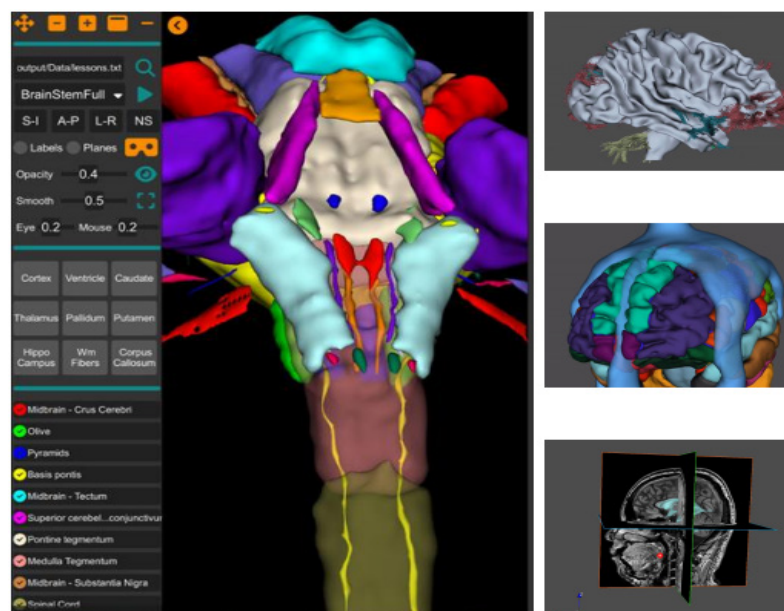 output/Data/lessons.txt
BrainStemFull
S-I A-P L-R NS
Labels Planes
Opacity 0.4
Smooth 0.5
Eye 0.2 Mouse 0.2
Cortex Ventricle Caudate
Thalamus Pallidum Putamen
Hippo Campus Wm Fibers Corpus Callosum
Midbrain - Crus Cerebri
Olive
Pyramids
Basis pontis
Midbrain - Tectum
Superior cerebel...conjunctivum
Pontine tegmentum
Medulla Tegmentum
Midbrain - Substantia Nigra
Spinal Cord